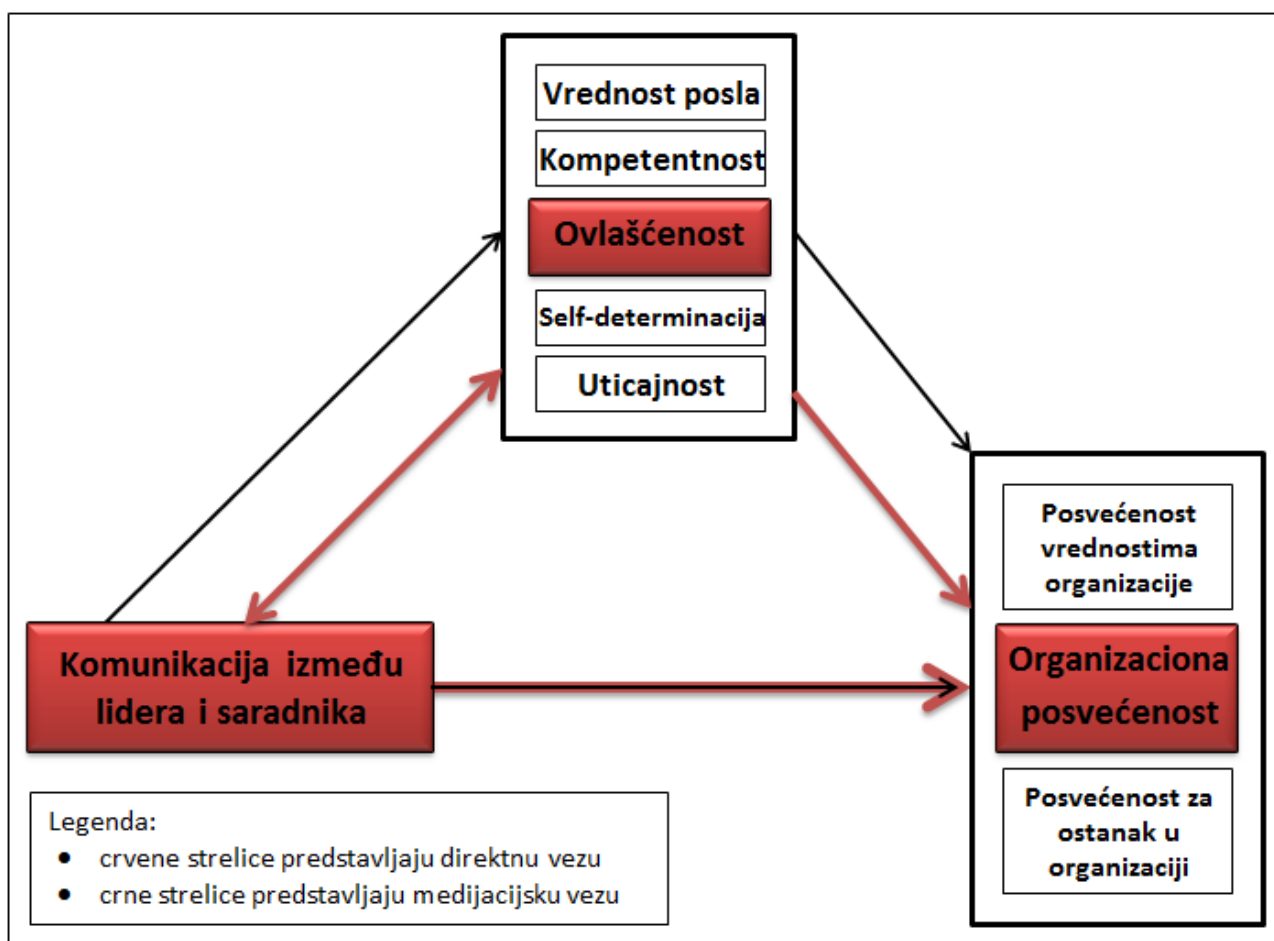 Vrednost posla
Kompetentnost
Ovlašćenost
Self-determinacija
Uticajnost
Posvećenost
vrednostima
organizacije
Komunikacija između
lidera i saradnika
Organizaciona
posvećenost
Posvećenost za
ostanak u
organizaciji
Legenda:
• crvene strelice predstavljaju direktnu vezu
• crne strelice predstavljaju medijacijsku vezu